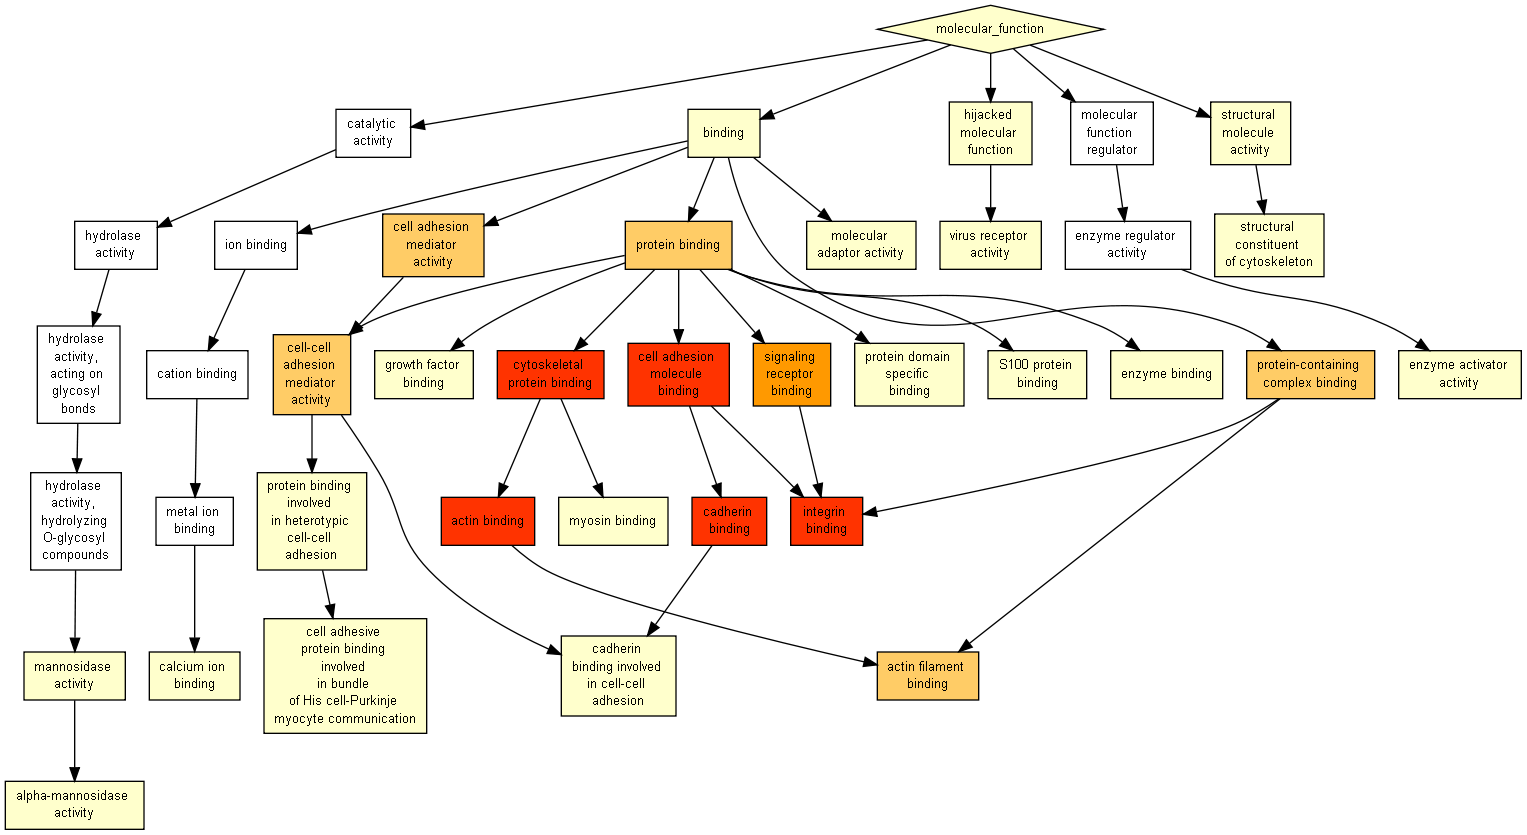 molecular_function
catalytic
activity
binding
hijacked
molecular
function
molecular
function
regulator
structural
molecule
activity
hydrolase
activity
ion binding
cell adhesion
mediator
activity
protein binding
molecular
adaptor activity
virus receptor
activity
enzyme regulator
activity
structural
constituent
of cytoskeleton
hydrolase
activity,
acting on
glycosyl
bonds
cation binding
cell-cell
adhesion
mediator
activity
growth factor
binding
cytoskeletal
protein binding
cell adhesion
molecule
binding
signaling
receptor
binding
protein domain
specific
binding
S100 protein
binding
enzyme binding
protein-containing
complex binding
enzyme activator
activity
hydrolase
activity,
hydrolyzing
O-glycosyl
compounds
metal ion
binding
protein binding
involved
in heterotypic
cell-cell
adhesion
actin binding
myosin binding
cadherin
binding
integrin
binding
mannosidase
activity
calcium ion
binding
cell adhesive
protein binding
involved
in bundle
of His cell-Purkinje
myocyte communication
cadherin
binding involved
in cell-cell
adhesion
actin filament
binding
alpha-mannosidase
activity